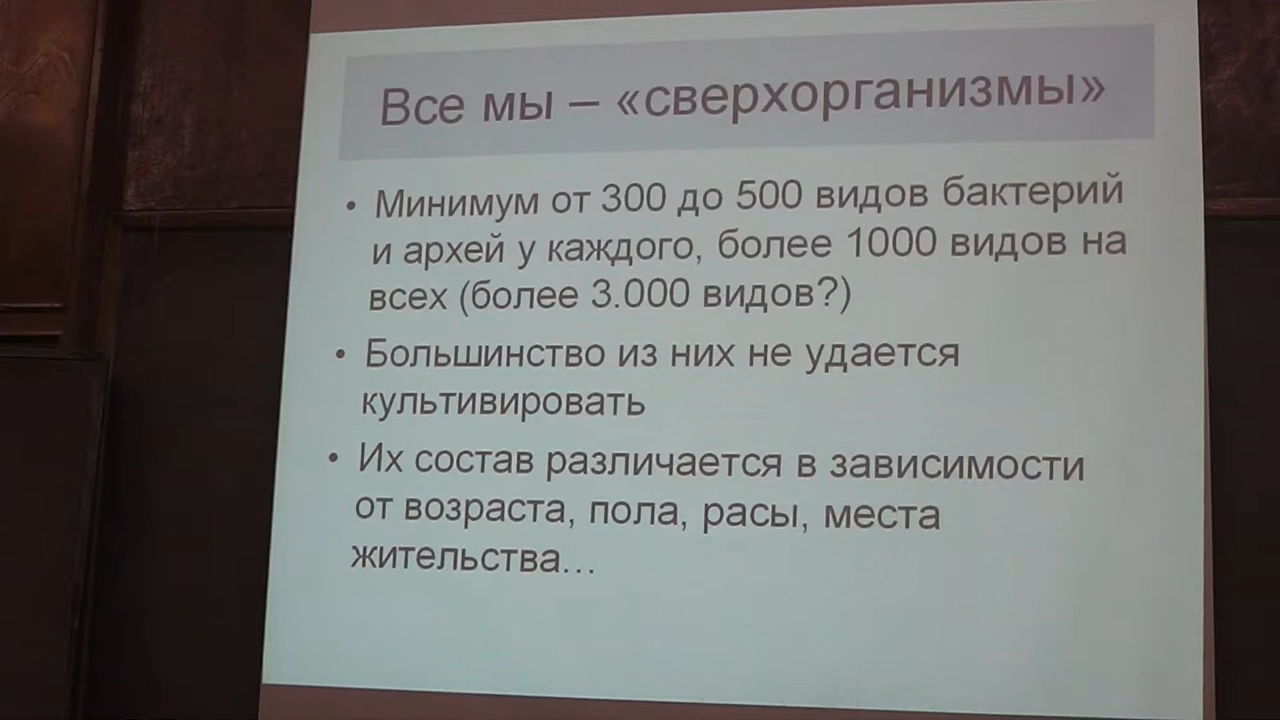 Все мы – «сверхорганизмы»
• Минимум от 300 до 500 видов бактерий
и архей у каждого, более 1000 видов на
всех (более 3.000 видов?)
• Большинство из них не удается
культивировать
• Их состав различается в зависимости
от возраста, пола, расы, места
жительства…